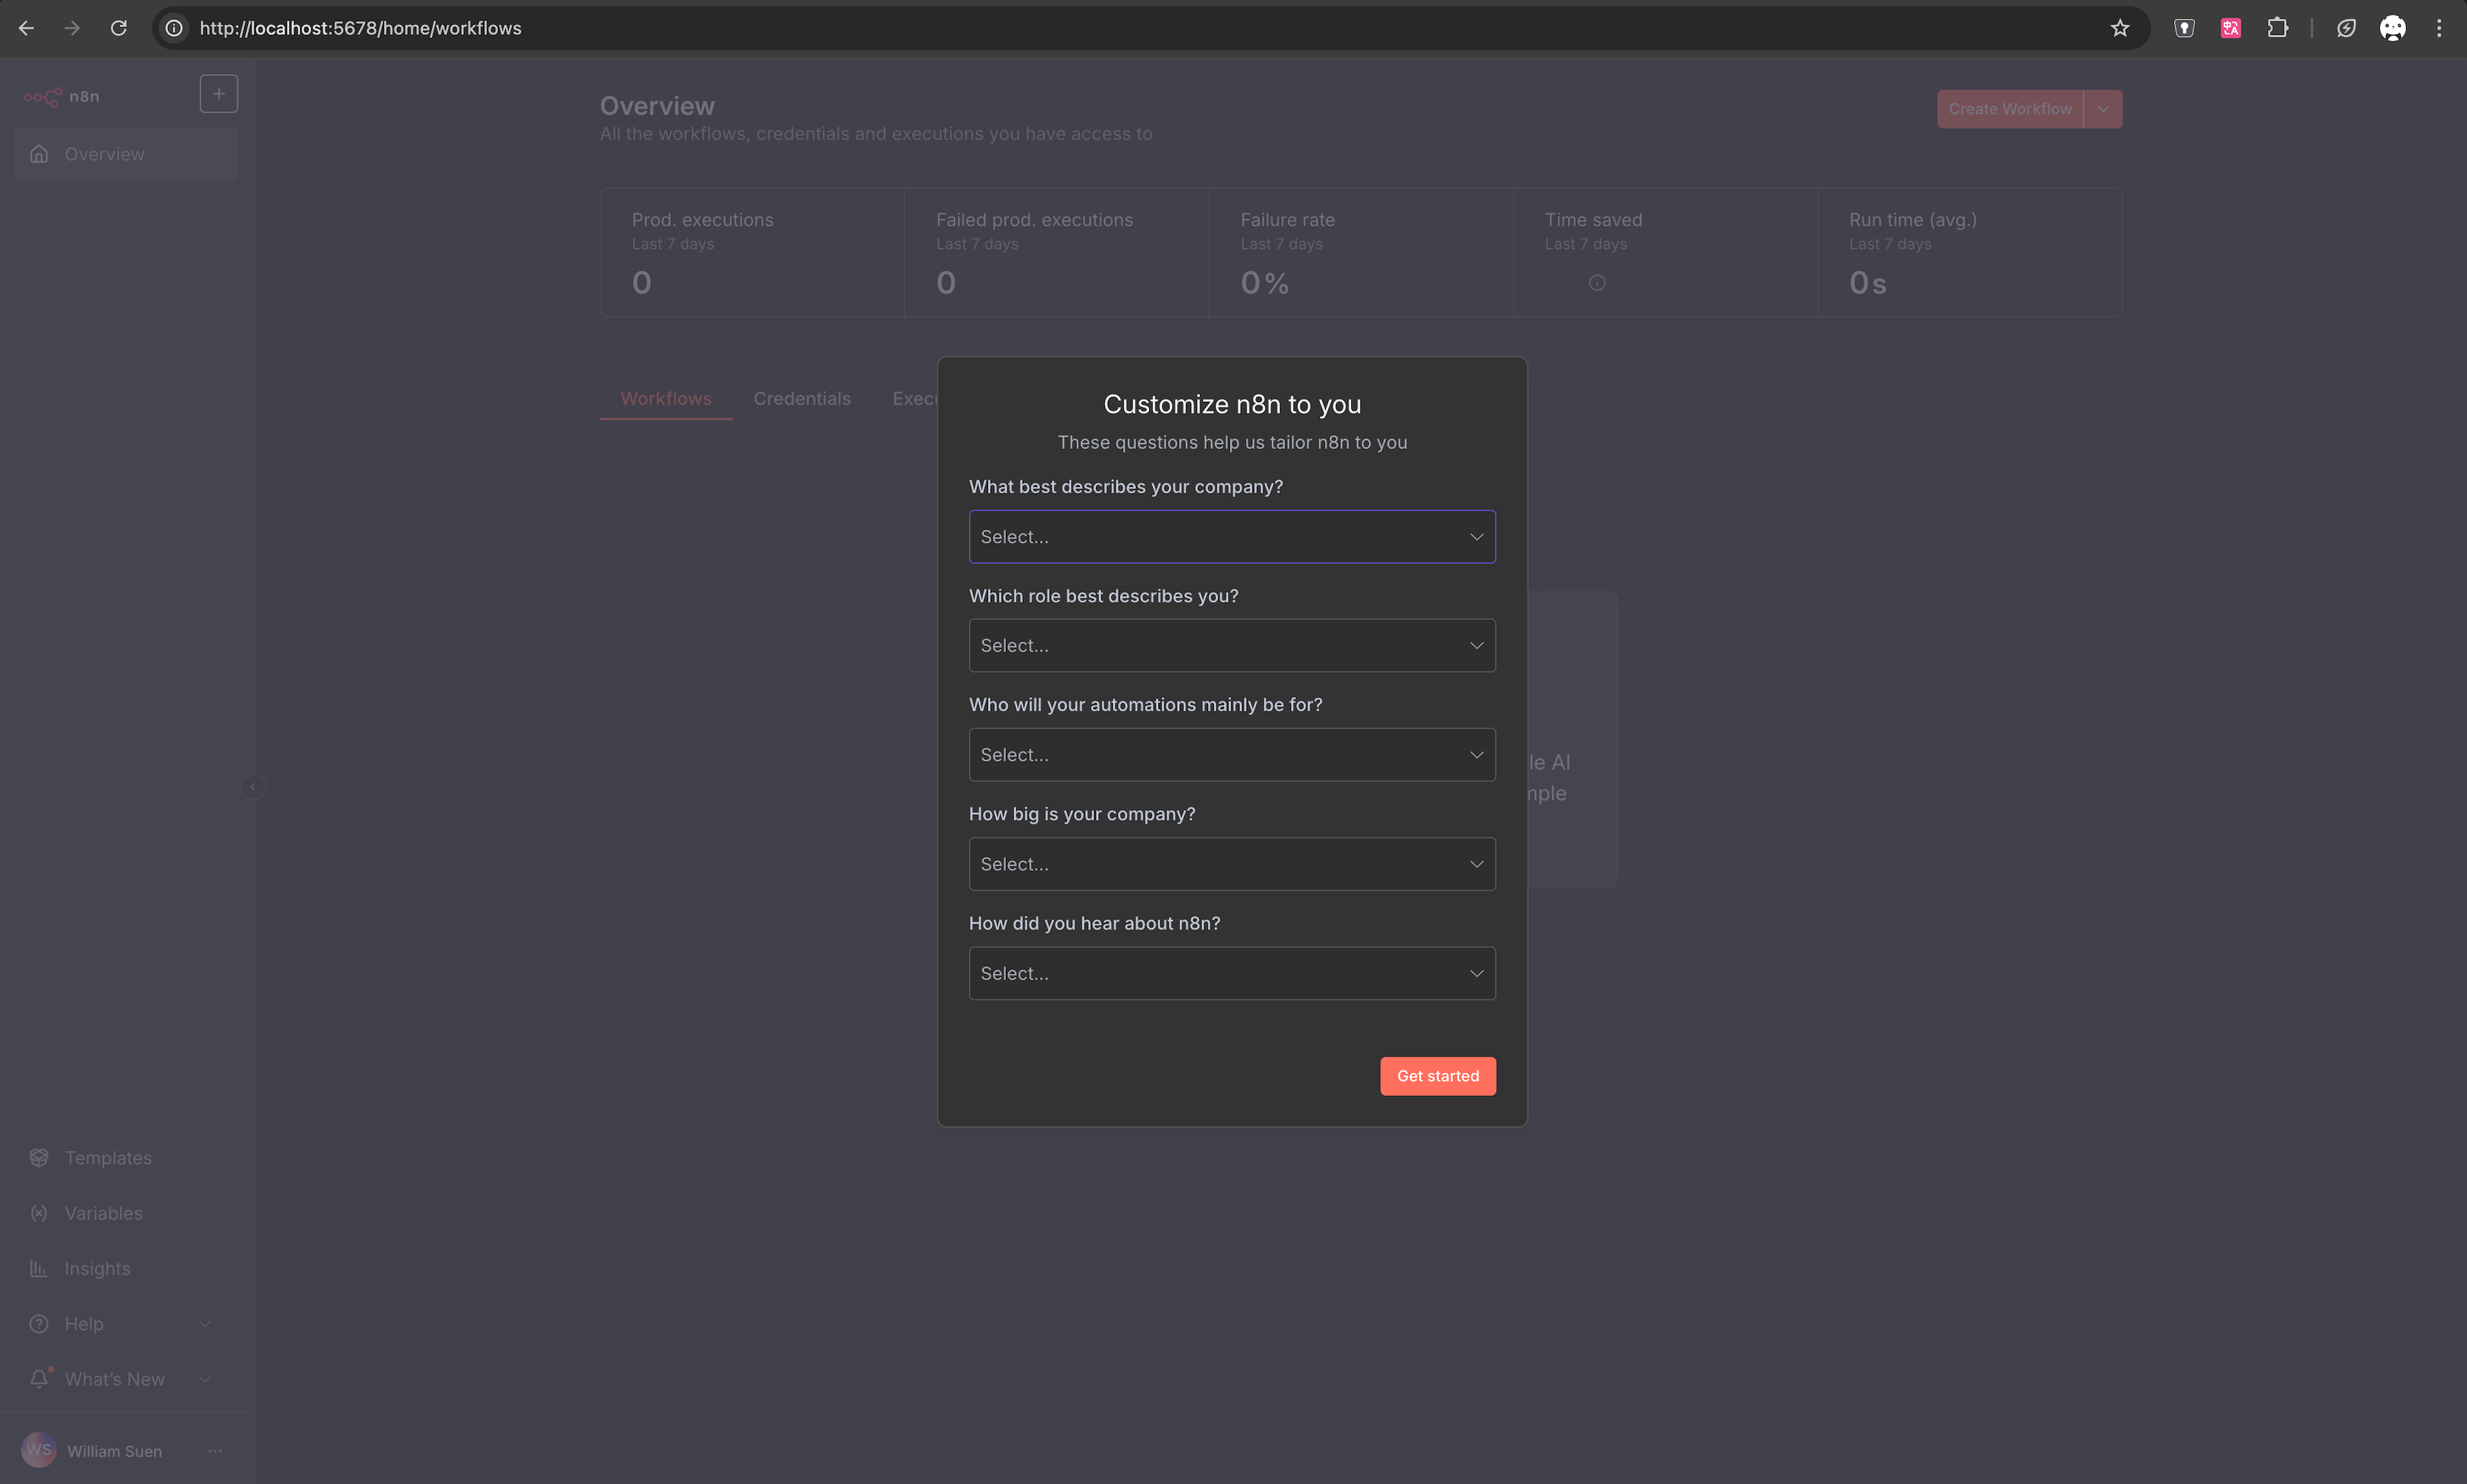 http://localhost:5678/home/workflows
n8n
+
Overview
Overview
All the workflows, credentials and executions you have access to
Create Workflow
Prod. executions
Last 7 days
0
Failed prod. executions
Last 7 days
0
Failure rate
Last 7 days
0%
Time saved
Last 7 days
--
Run time (avg.)
Last 7 days
0s
Workflows
Credentials
Customize n8n to you
These questions help us tailor n8n to you
What best describes your company?
Select...
Which role best describes you?
Select...
Who will your automations mainly be for?
Select...
How big is your company?
Select...
How did you hear about n8n?
Select...
Get started
AI
Templates
Variables
Insights
Help
What's New
WS
William Suen